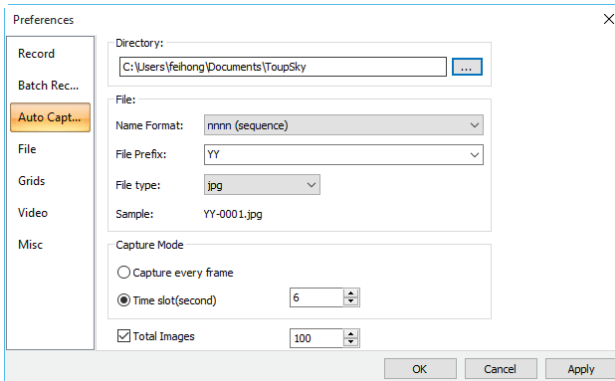 Preferences
Record
Batch Rec...
Auto Capt...
File
Grids
Video
Misc
Directory:
C:\Users\feihong\Documents\ToupSky
...
File:
Name Format: nnnn (sequence)
File Prefix: YY
File type: jpg
Sample: YY-0001.jpg
Capture Mode
Capture every frame
Time slot(second) 6
Total Images 100
OK Cancel Apply